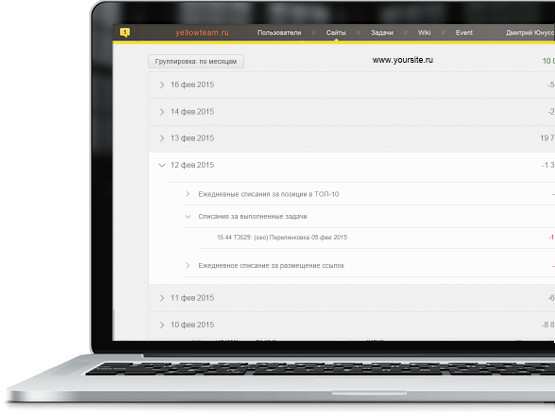 1 yellowteam.ru Пользователи // Сайты // Задачи // Wiki // Event Дмитрий Юнусо
Группировка: по месяцам www.yoursite.ru 10 0
16 фев 2015 -5
14 фев 2015 -2
13 фев 2015 19 7
12 фев 2015 -1 3
Ежедневные списания за позиции в ТОП-10 -
Списания за выполненные задачи
15:44 T3529: (seo) Перелинковка 05 фев 2015 -1
Ежедневное списание за размещение ссылок -
11 фев 2015 -6
10 фев 2015 -8 8